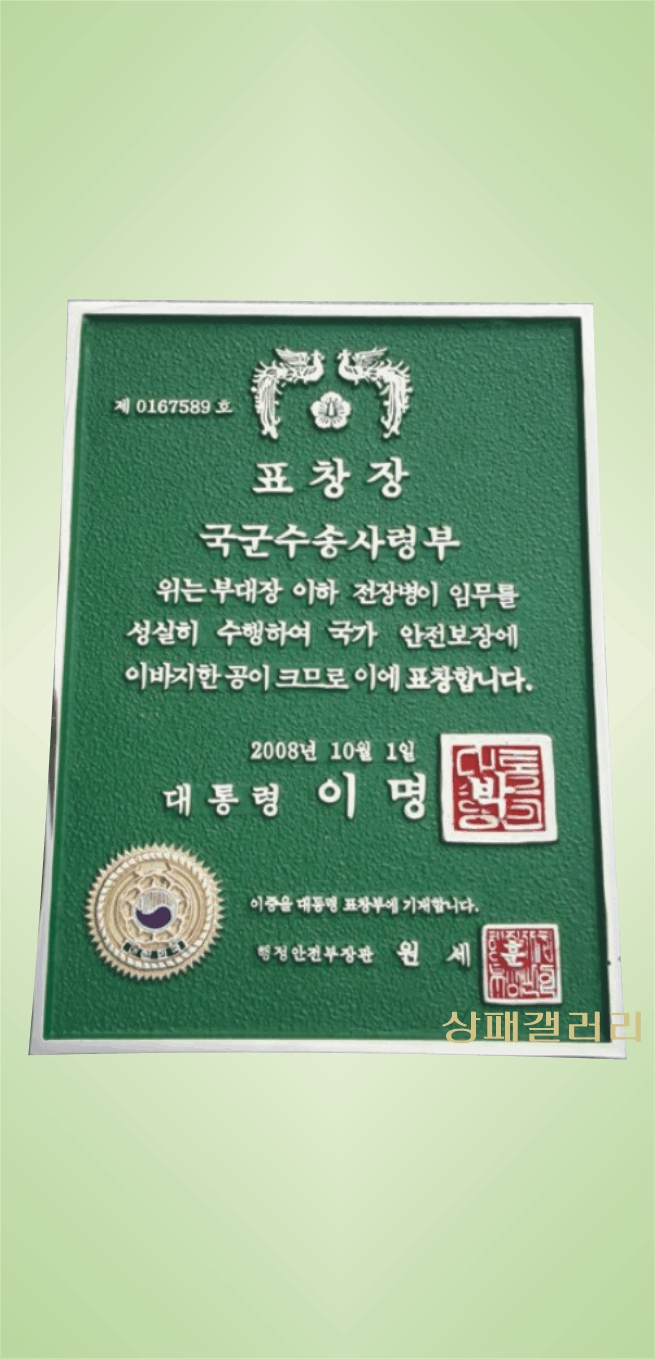 제 0167589 호
표 창 장
국군수송사령부
위는 부대장 이하 전장병이 임무를
성실히 수행하여 국가 안전보장에
이바지한 공이 크므로 이에 표창합니다.
2008년 10월 1일
대 통 령 이 명 박
이증을 대통령 표창부에 기재합니다.
행정안전부장관 원 세 훈
상패갤러리